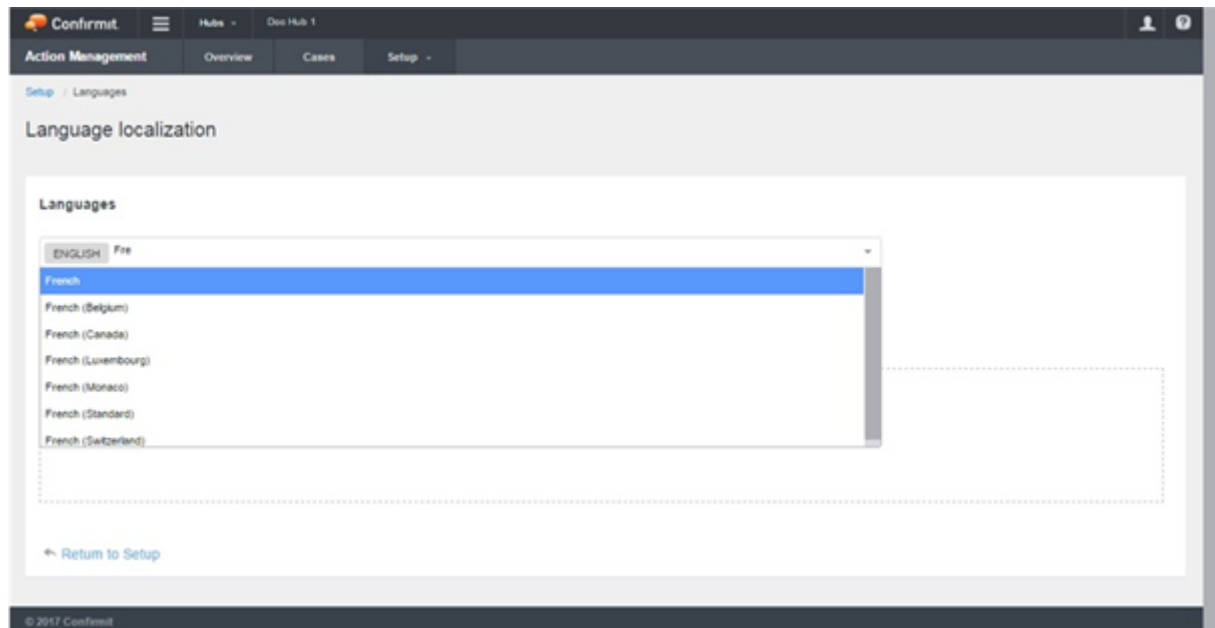 Confirmit Hubs Doc Hub 1
Action Management Overview Cases Setup
Setup / Languages
Language localization
Languages
ENGLISH Fre
French
French (Belgium)
French (Canada)
French (Luxembourg)
French (Monaco)
French (Standard)
French (Switzerland)
Return to Setup
© 2017 Confirmit